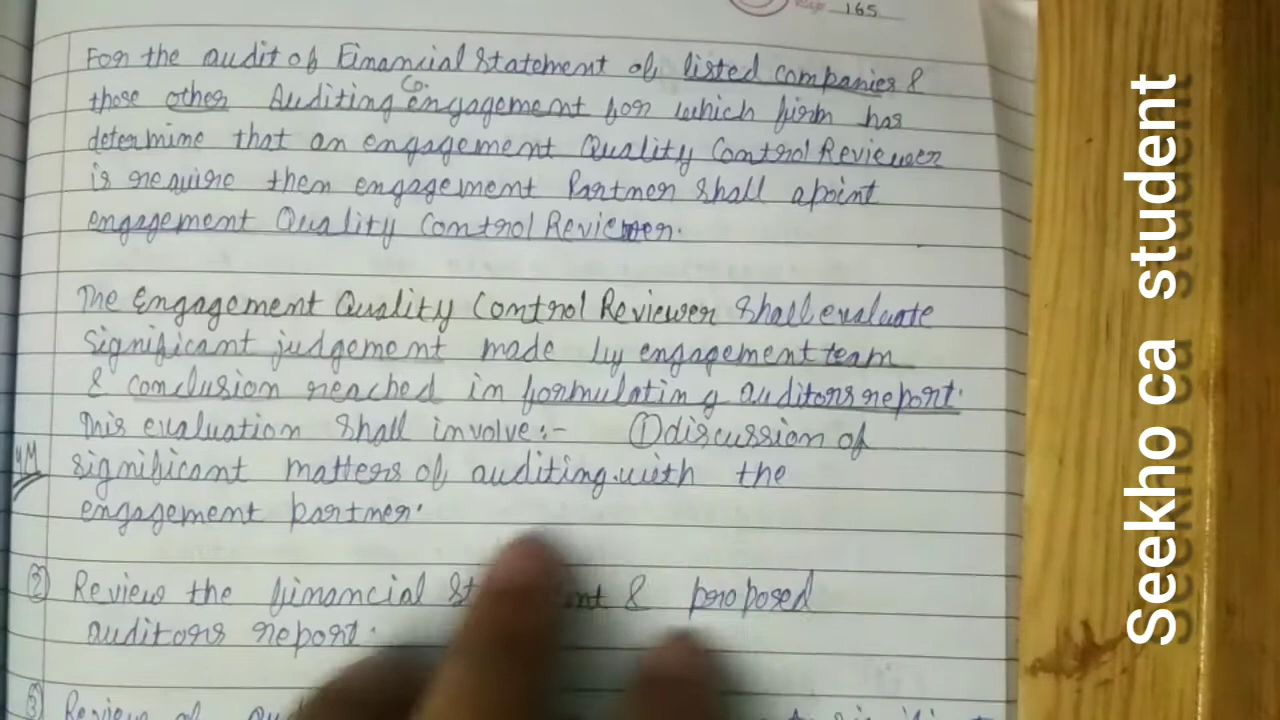 165
For the audit of Financial Statement of listed companies &
those other Auditing engagement for which firm has
determine that an engagement Quality Control Reviewer
is require then engagement Partner Shall apoint
engagement Quality Control Reviewer.
The Engagement Quality Control Reviewer Shall evaluate
significant judgement made by engagement team
& conclusion reached in formulating auditors report.
This evaluation Shall involve:- ① discussion of
4M significant matters of auditing with the
engagement partner.
② Review the financial & proposed
auditors report.
③ Review of
Seekho ca student